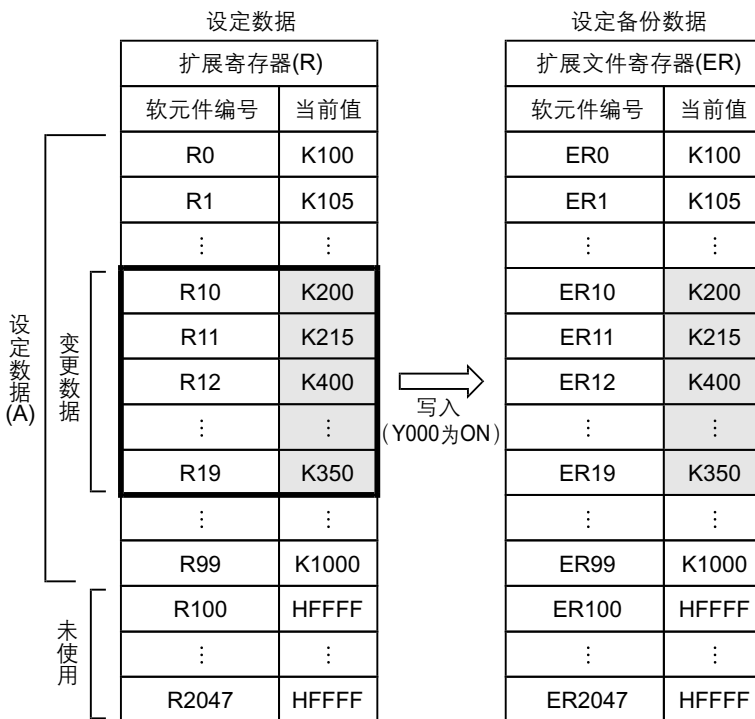 设定数据 设定备份数据
扩展寄存器(R) 扩展文件寄存器(ER)
软元件编号 当前值 软元件编号 当前值
R0 K100 ER0 K100
R1 K105 ER1 K105
⋮ ⋮ ⋮ ⋮
R10 K200 ER10 K200
R11 K215 ER11 K215
R12 K400 ER12 K400
⋮ ⋮ ⋮ ⋮
R19 K350 ER19 K350
⋮ ⋮ ⋮ ⋮
R99 K1000 ER99 K1000
R100 HFFFF ER100 HFFFF
⋮ ⋮ ⋮ ⋮
R2047 HFFFF ER2047 HFFFF
设定数据(A)
变更数据
未使用
写入
(Y000为ON)